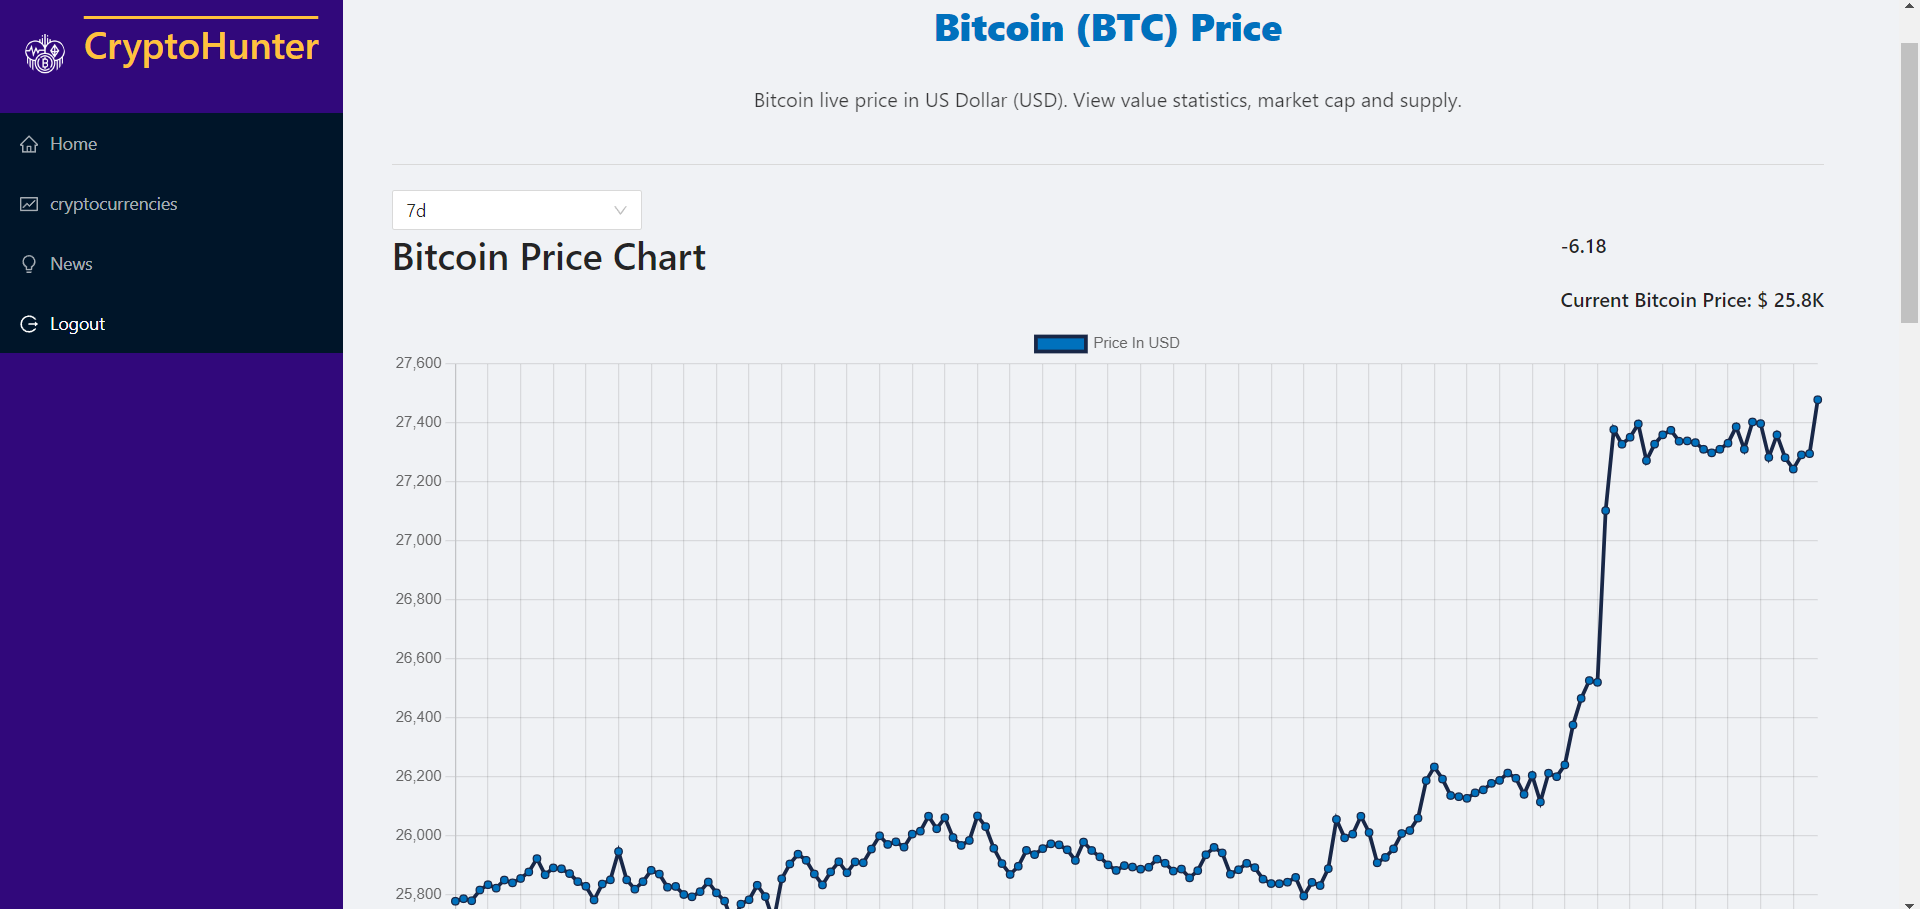 CryptoHunter
Home
cryptocurrencies
News
Logout
Bitcoin (BTC) Price
Bitcoin live price in US Dollar (USD). View value statistics, market cap and supply.
7d
Bitcoin Price Chart
-6.18
Current Bitcoin Price: $ 25.8K
Price In USD
27,600
27,400
27,200
27,000
26,800
26,600
26,400
26,200
26,000
25,800